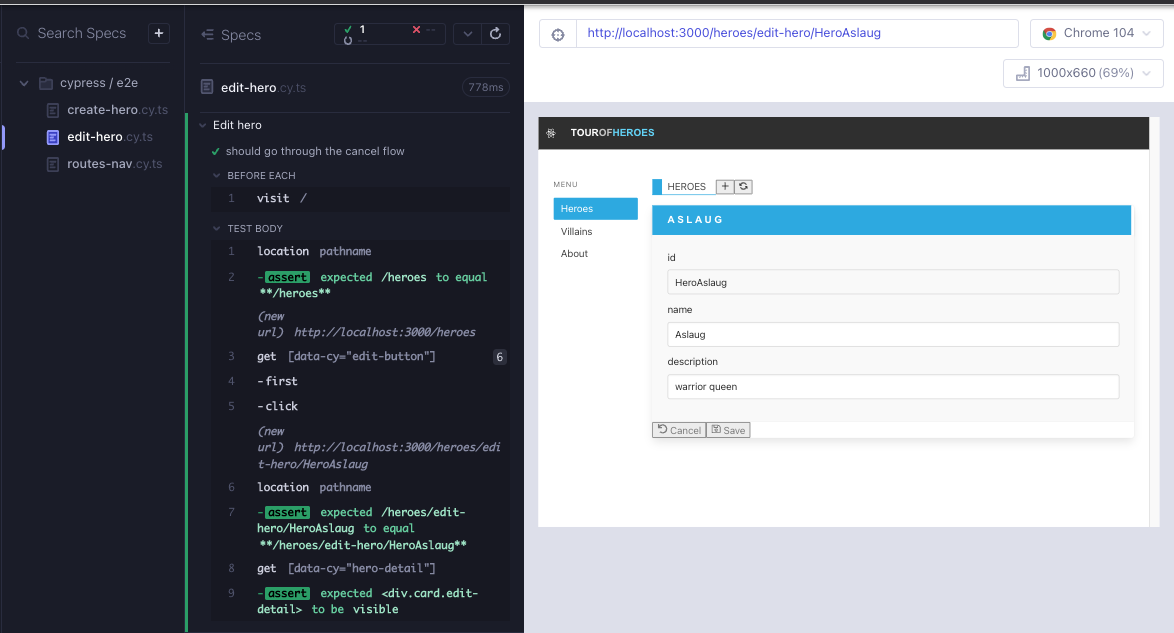 Search Specs
+
cypress / e2e
create-hero.cy.ts
edit-hero.cy.ts
routes-nav.cy.ts
Specs
1
--
--
edit-hero.cy.ts
778ms
Edit hero
should go through the cancel flow
BEFORE EACH
1 visit /
TEST BODY
1 location pathname
2 -assert expected /heroes to equal
**/heroes**
(new
url) http://localhost:3000/heroes
3 get [data-cy="edit-button"] 6
4 -first
5 -click
(new
url) http://localhost:3000/heroes/edi
t-hero/HeroAslaug
6 location pathname
7 -assert expected /heroes/edit-
hero/HeroAslaug to equal
**/heroes/edit-hero/HeroAslaug**
8 get [data-cy="hero-detail"]
9 -assert expected <div.card.edit-
detail> to be visible
http://localhost:3000/heroes/edit-hero/HeroAslaug
Chrome 104
1000x660 (69%)
TOUROFHEROES
MENU
Heroes
Villains
About
HEROES
+
ASLAUG
id
HeroAslaug
name
Aslaug
description
warrior queen
Cancel
Save